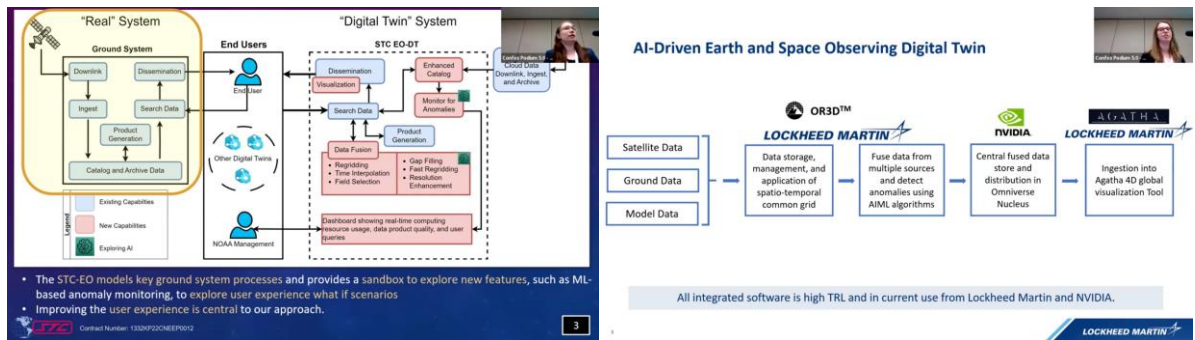 "Real" System
"Digital Twin" System
Ground System
Downlink
Dissemination
Ingest
Search Data
Product
Generation
Catalog and Archive Data
Legend
Existing Capabilities
New Capabilities
Exploring AI
End Users
End User
Other Digital Twins
NOAA Management
STC EO-DT
Dissemination
Visualization
Search Data
Enhanced
Catalog
Monitor for
Anomalies
Product
Generation
Data Fusion
• Regridding
• Time Interpolation
• Field Selection
• Gap Filling
• Fast Regridding
• Resolution
Enhancement
Dashboard showing real-time computing
resource usage, data product quality, and user
queries
Cloud Data
Downlink, Ingest,
and Archive
• The STC-EO models key ground system processes and provides a sandbox to explore new features, such as ML-
based anomaly monitoring, to explore user experience what if scenarios
• Improving the user experience is central to our approach.
STC
Contract Number: 1332KP22CNEEP0012
3
AI-Driven Earth and Space Observing Digital Twin
Satellite Data
Ground Data
Model Data
OR3D™
LOCKHEED MARTIN
Data storage,
management, and
application of
spatio-temporal
common grid
Fuse data from
multiple sources
and detect
anomalies using
AIML algorithms
NVIDIA
Central fused data
store and
distribution in
Omniverse
Nucleus
AGATHA
LOCKHEED MARTIN
Ingestion into
Agatha 4D global
visualization Tool
All integrated software is high TRL and in current use from Lockheed Martin and NVIDIA.
LOCKHEED MARTIN